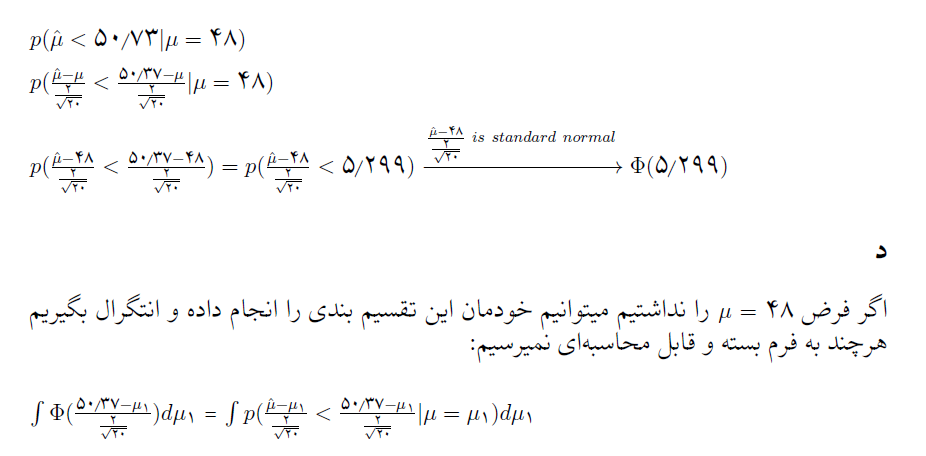 p(μ̂ < ۵۰/۷۳|μ = ۴۸)
p((μ̂−μ)/(۲/√۲۰) < (۵۰/۳۷−μ)/(۲/√۲۰)|μ = ۴۸)
p((μ̂−۴۸)/(۲/√۲۰) < (۵۰/۳۷−۴۸)/(۲/√۲۰)) = p((μ̂−۴۸)/(۲/√۲۰) < ۵/۲۹۹) (μ̂−۴۸)/(۲/√۲۰) is standard normal ⟶ Φ(۵/۲۹۹)
د
اگر فرض μ = ۴۸ را نداشتیم میتوانیم خودمان این تقسیم بندی را انجام داده و انتگرال بگیریم
هرچند به فرم بسته و قابل محاسبه‌ای نمیرسیم:
∫ Φ((۵۰/۳۷−μ۱)/(۲/√۲۰))dμ۱ = ∫ p((μ̂−μ۱)/(۲/√۲۰) < (۵۰/۳۷−μ۱)/(۲/√۲۰)|μ = μ۱)dμ۱